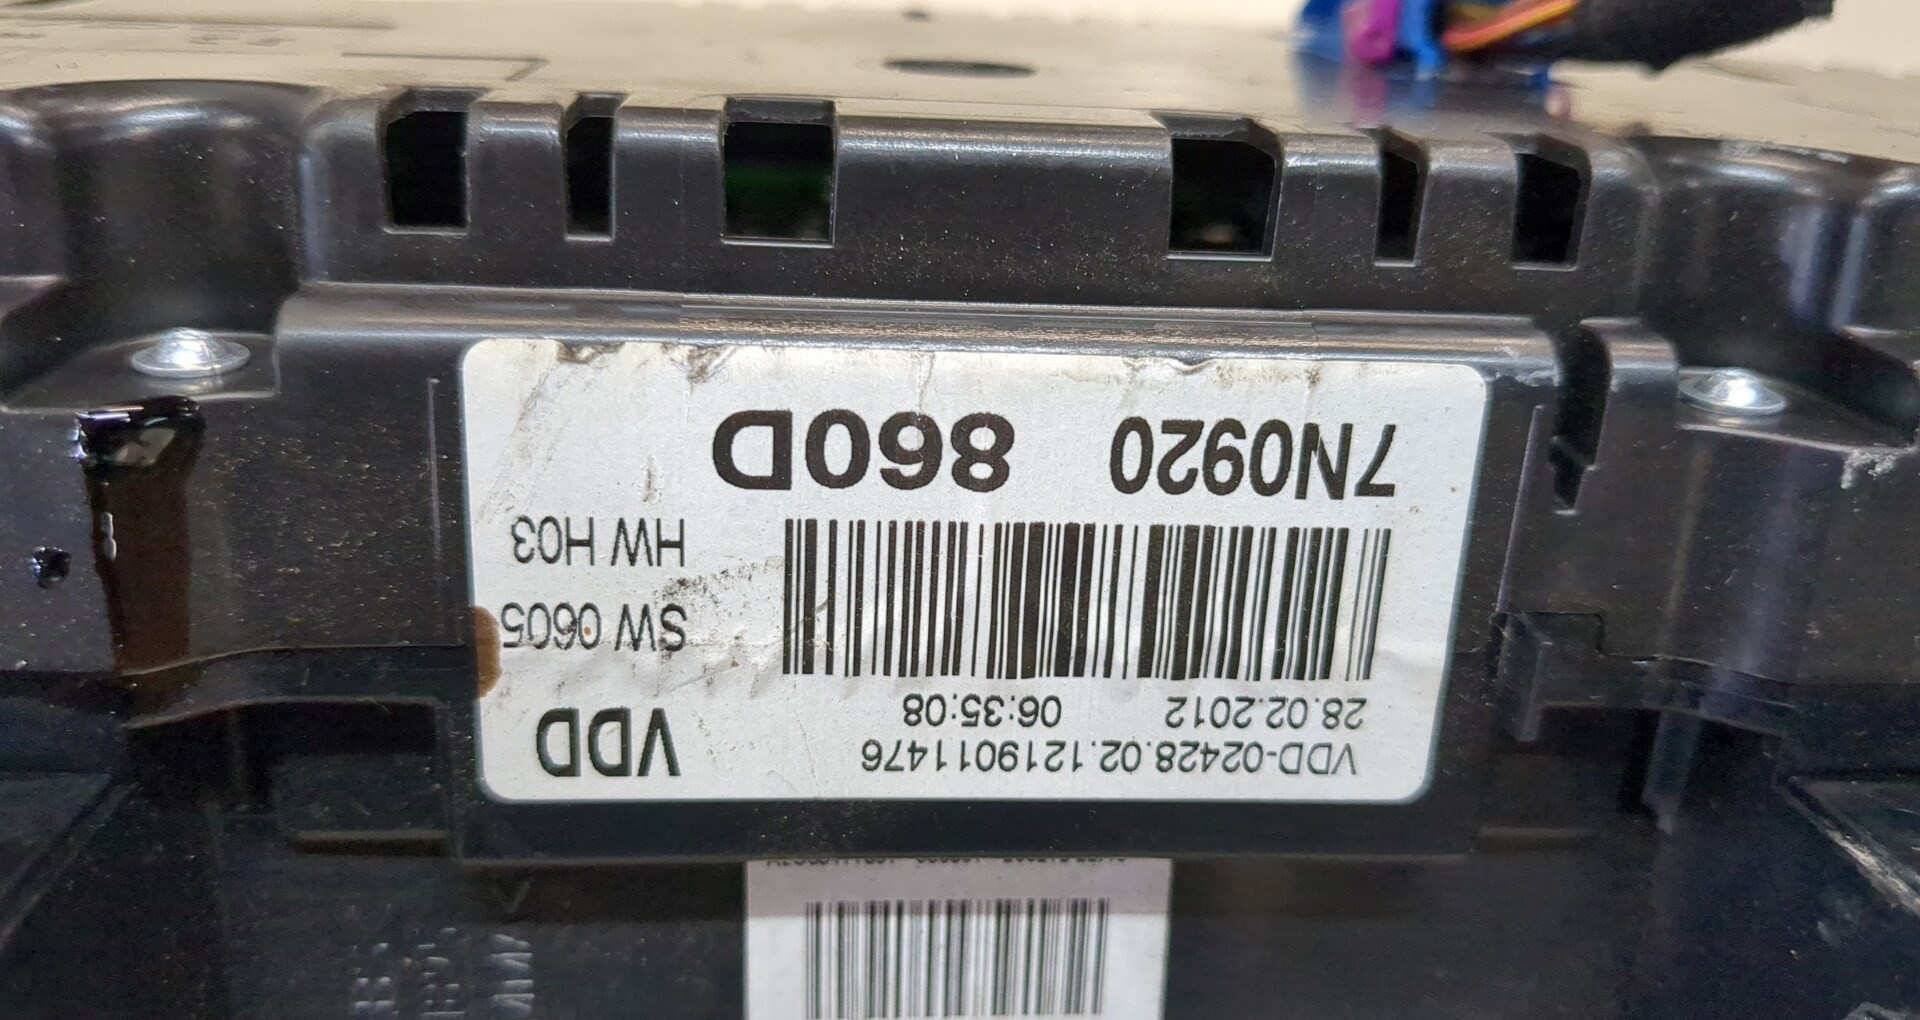 VDD-02428.02.1219011476
28.02.2012 06:35:08
VDD
SW 0605
HW H03
7N0920 860D